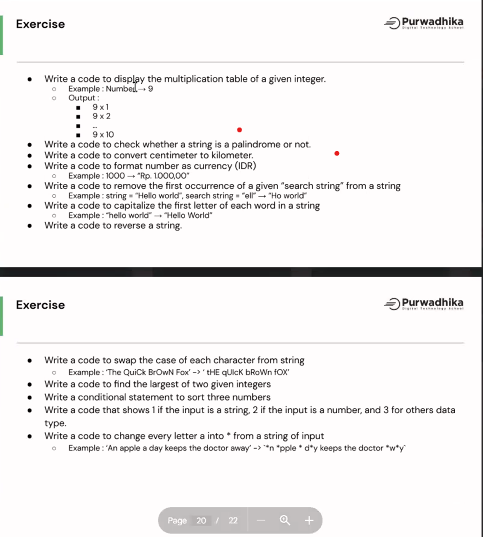 Exercise
Purwadhika
Digital Technology School
● Write a code to display the multiplication table of a given integer.
○ Example : Number → 9
○ Output :
■ 9 x 1
■ 9 x 2
■ ...
■ 9 x 10
● Write a code to check whether a string is a palindrome or not.
● Write a code to convert centimeter to kilometer.
● Write a code to format number as currency (IDR)
○ Example : 1000 → “Rp. 1.000,00”
● Write a code to remove the first occurrence of a given “search string” from a string
○ Example : string = “Hello world”, search string = “ell” → “Ho world”
● Write a code to capitalize the first letter of each word in a string
○ Example : “hello world” → “Hello World”
● Write a code to reverse a string.
Exercise
Purwadhika
Digital Technology School
● Write a code to swap the case of each character from string
○ Example : ‘The QuiCk BrOwN Fox’ -> ‘ tHE qUIcK bRoWn fOX’
● Write a code to find the largest of two given integers
● Write a conditional statement to sort three numbers
● Write a code that shows 1 if the input is a string, 2 if the input is a number, and 3 for others data
type.
● Write a code to change every letter a into * from a string of input
○ Example : ‘An apple a day keeps the doctor away’ -> `*n *pple * d*y keeps the doctor *w*y`
Page 20 / 22